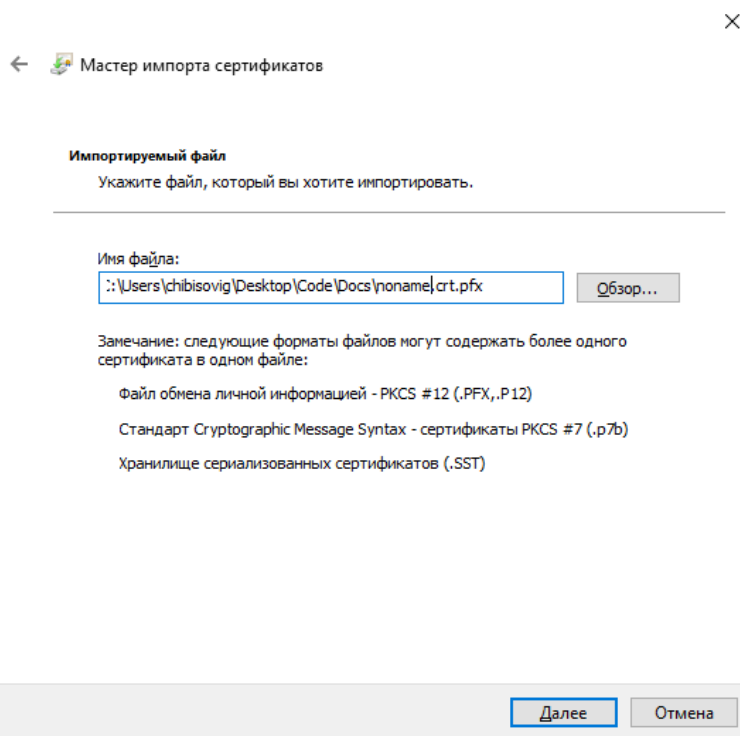 Мастер импорта сертификатов
Импортируемый файл
Укажите файл, который вы хотите импортировать.
Имя файла:
:\Users\chibisovig\Desktop\Code\Docs\noname.crt.pfx
Обзор...
Замечание: следующие форматы файлов могут содержать более одного
сертификата в одном файле:
Файл обмена личной информацией - PKCS #12 (.PFX,.P12)
Стандарт Cryptographic Message Syntax - сертификаты PKCS #7 (.p7b)
Хранилище сериализованных сертификатов (.SST)
Далее
Отмена